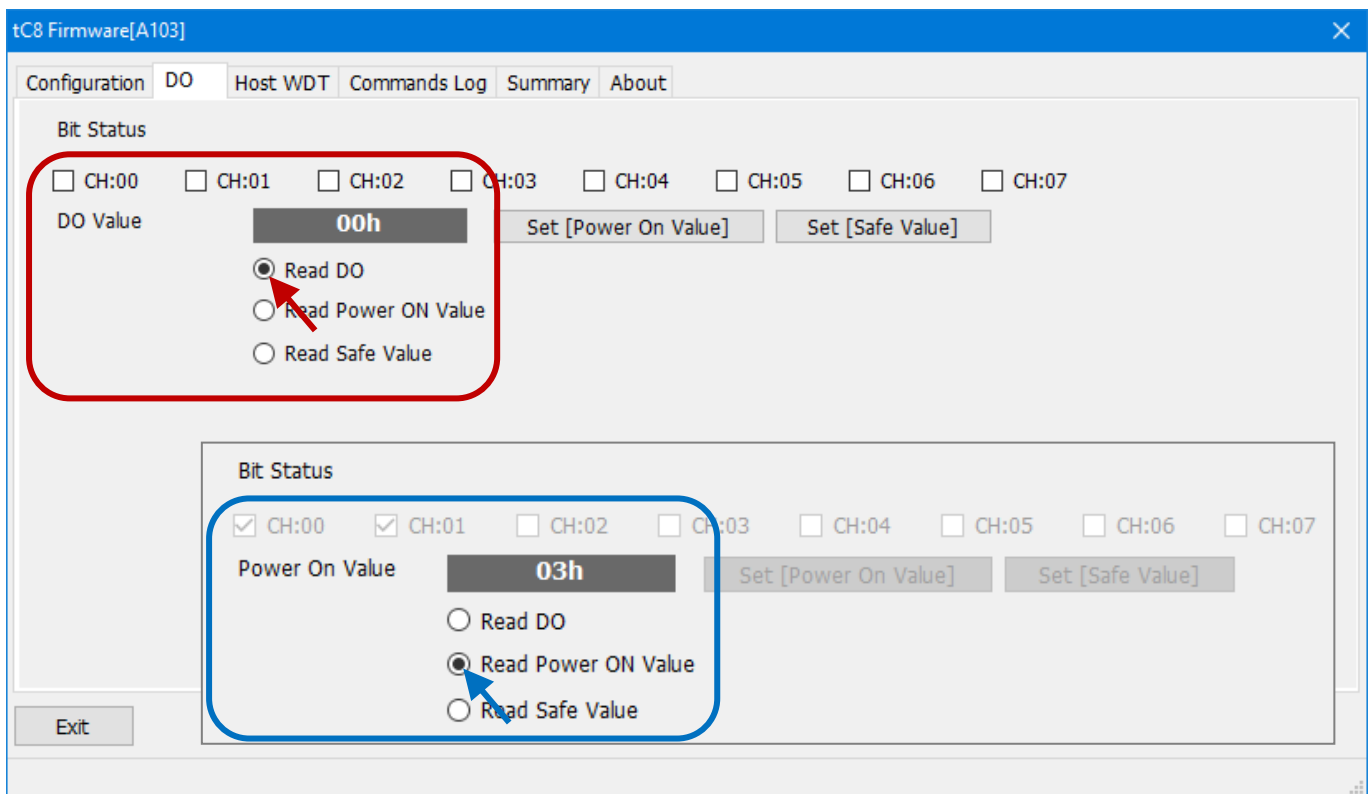 tC8 Firmware[A103]
Configuration DO Host WDT Commands Log Summary About
Bit Status
CH:00 CH:01 CH:02 CH:03 CH:04 CH:05 CH:06 CH:07
DO Value 00h Set [Power On Value] Set [Safe Value]
Read DO
Read Power ON Value
Read Safe Value
Bit Status
CH:00 CH:01 CH:02 CH:03 CH:04 CH:05 CH:06 CH:07
Power On Value 03h Set [Power On Value] Set [Safe Value]
Read DO
Read Power ON Value
Read Safe Value
Exit